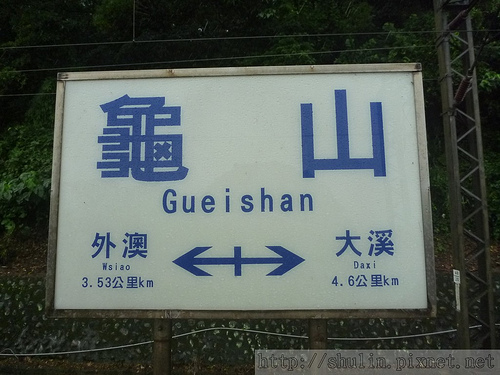 龜山
Gueishan
外澳 大溪
Wsiao Daxi
3.53公里km 4.6公里km
http://shulin.pixnet.net